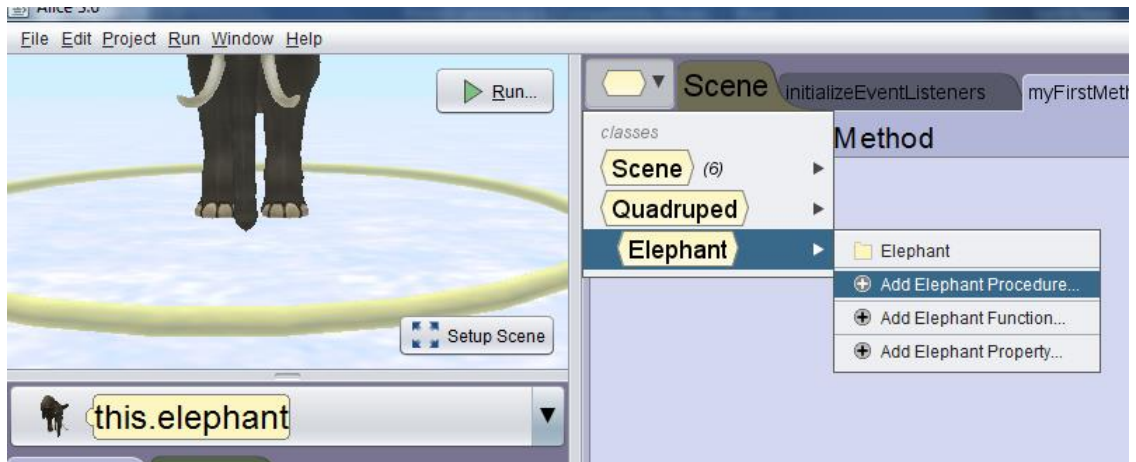 Alice 3.0
File Edit Project Run Window Help
Run...
Scene initializeEventListeners myFirstMeth
classes
Method
Scene (6)
Quadruped
Elephant
Elephant
Add Elephant Procedure...
Add Elephant Function...
Add Elephant Property...
Setup Scene
this.elephant